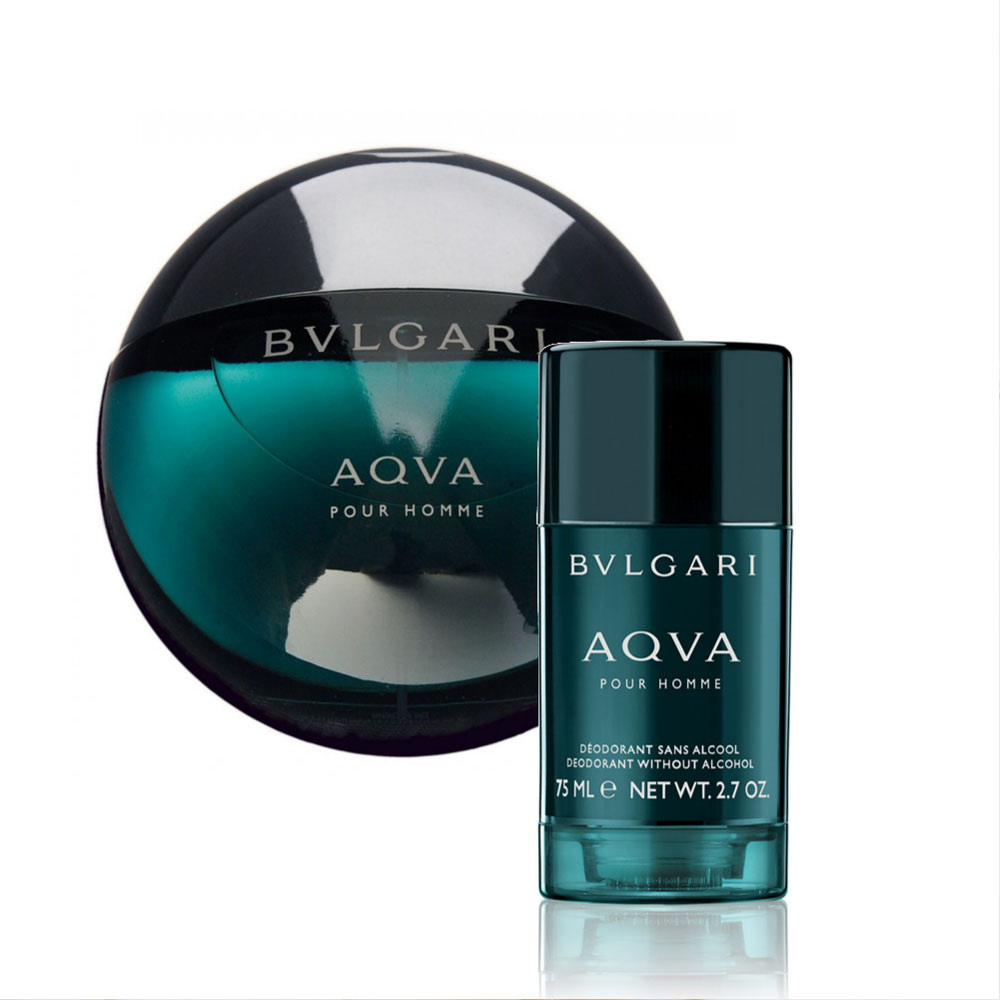 BVLGARI
AQVA
POUR HOMME
BVLGARI
AQVA
POUR HOMME
DÉODORANT SANS ALCOOL
DEODORANT WITHOUT ALCOHOL
75 ML ℮ NET WT. 2.7 OZ.